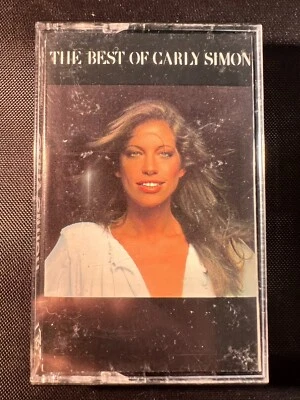 THE BEST OF CARLY SIMON